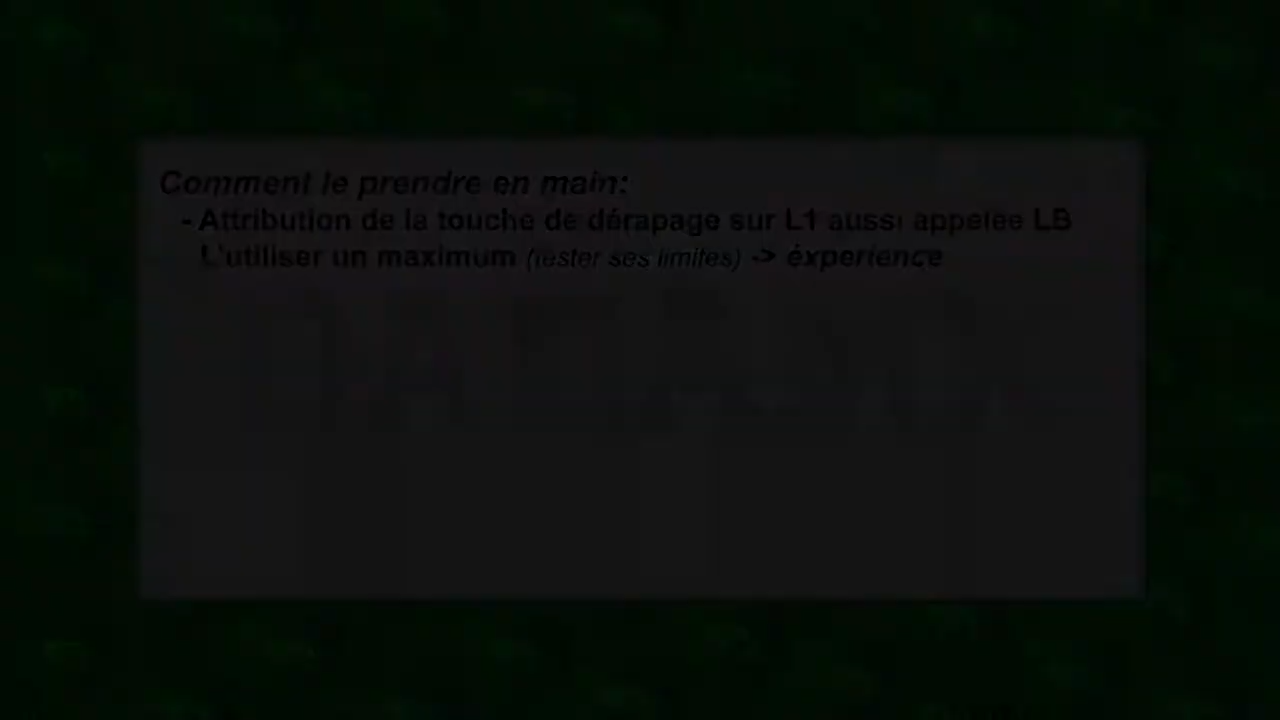 Comment le prendre en main:
- Attribution de la touche de dérapage sur L1 aussi appelée LB
L'utiliser un maximum (tester ses limites) -> éxperience